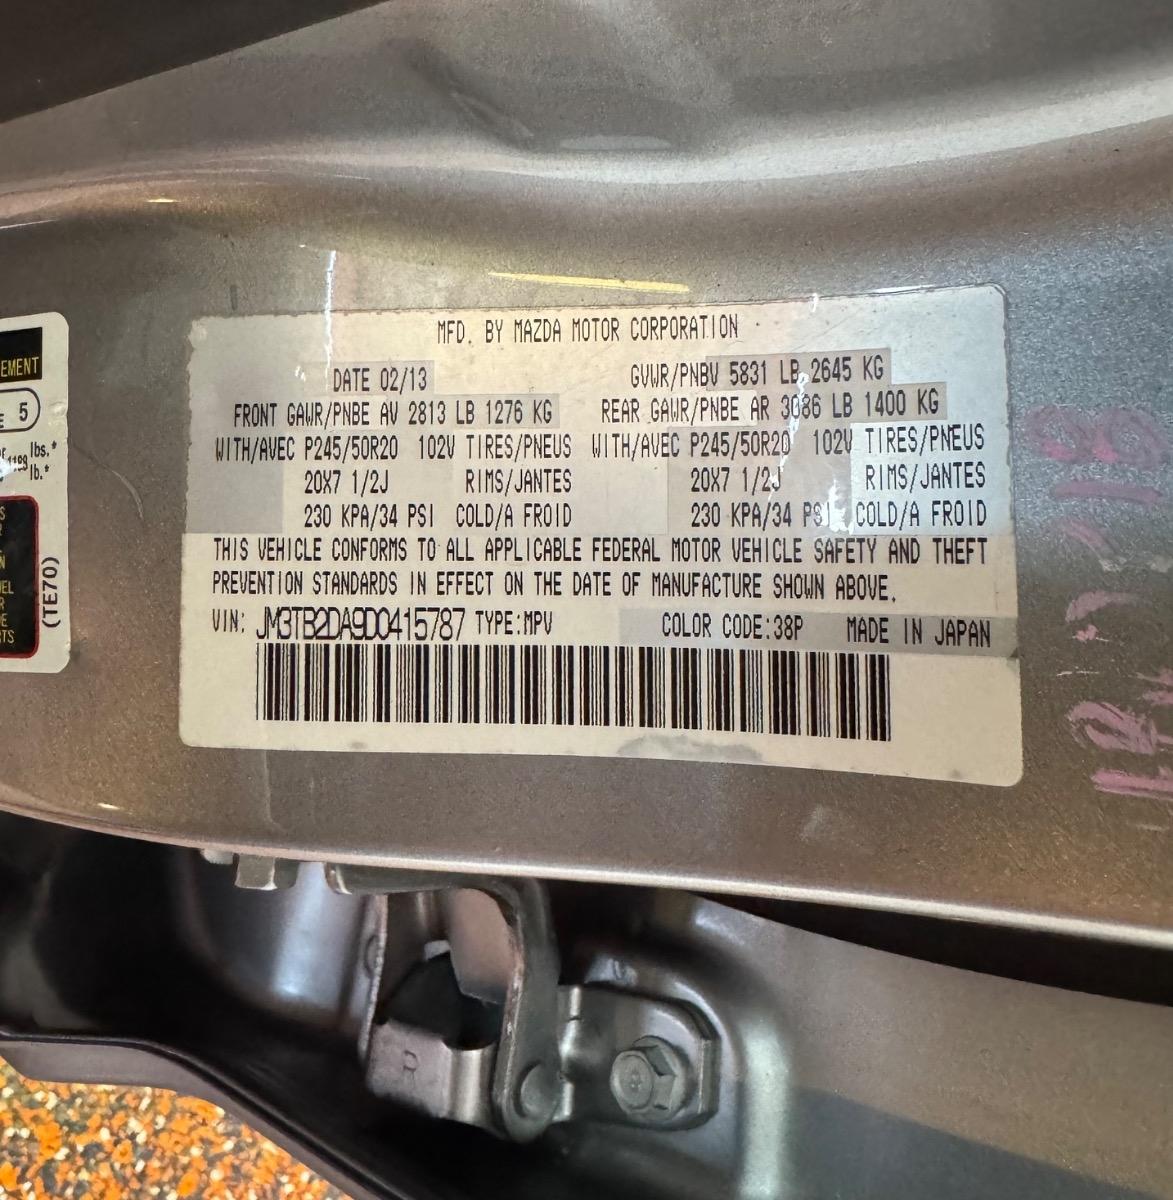 MFD. BY MAZDA MOTOR CORPORATION
DATE 02/13 GVWR/PNBV 5831 LB 2645 KG
FRONT GAWR/PNBE AV 2813 LB 1276 KG REAR GAWR/PNBE AR 3086 LB 1400 KG
WITH/AVEC P245/50R20 102V TIRES/PNEUS WITH/AVEC P245/50R20 102V TIRES/PNEUS
20X7 1/2J RIMS/JANTES 20X7 1/2J RIMS/JANTES
230 KPA/34 PSI COLD/A FROID 230 KPA/34 PSI COLD/A FROID
THIS VEHICLE CONFORMS TO ALL APPLICABLE FEDERAL MOTOR VEHICLE SAFETY AND THEFT
PREVENTION STANDARDS IN EFFECT ON THE DATE OF MANUFACTURE SHOWN ABOVE.
VIN: JM3TB2DA9D0415787 TYPE:MPV COLOR CODE:38P MADE IN JAPAN
EMENT
E 5
lbs.*
lb.*
(TE70)
R